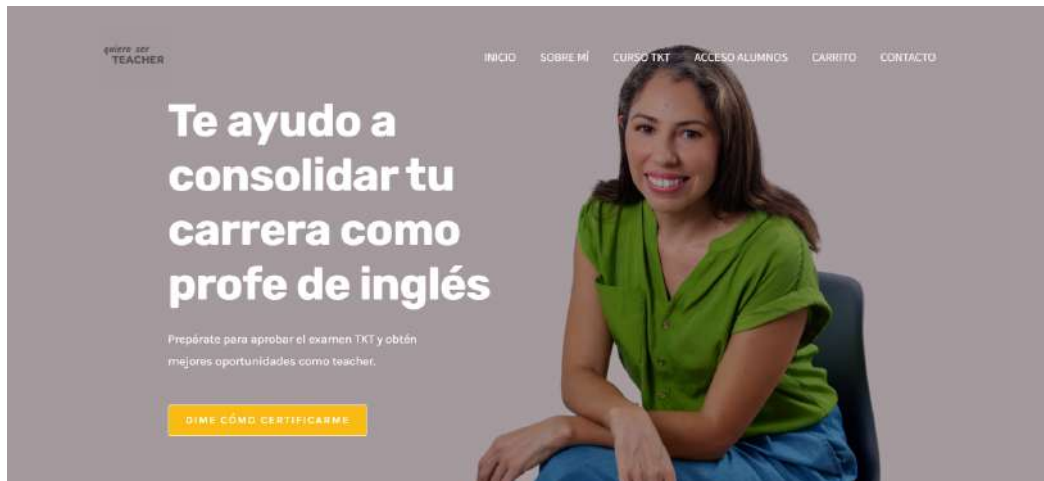 quiero ser
TEACHER
INICIO SOBRE MÍ CURSO TKT ACCESO ALUMNOS CARRITO CONTACTO
Te ayudo a
consolidar tu
carrera como
profe de inglés
Prepárate para aprobar el examen TKT y obtén
mejores oportunidades como teacher.
DIME CÓMO CERTIFICARME